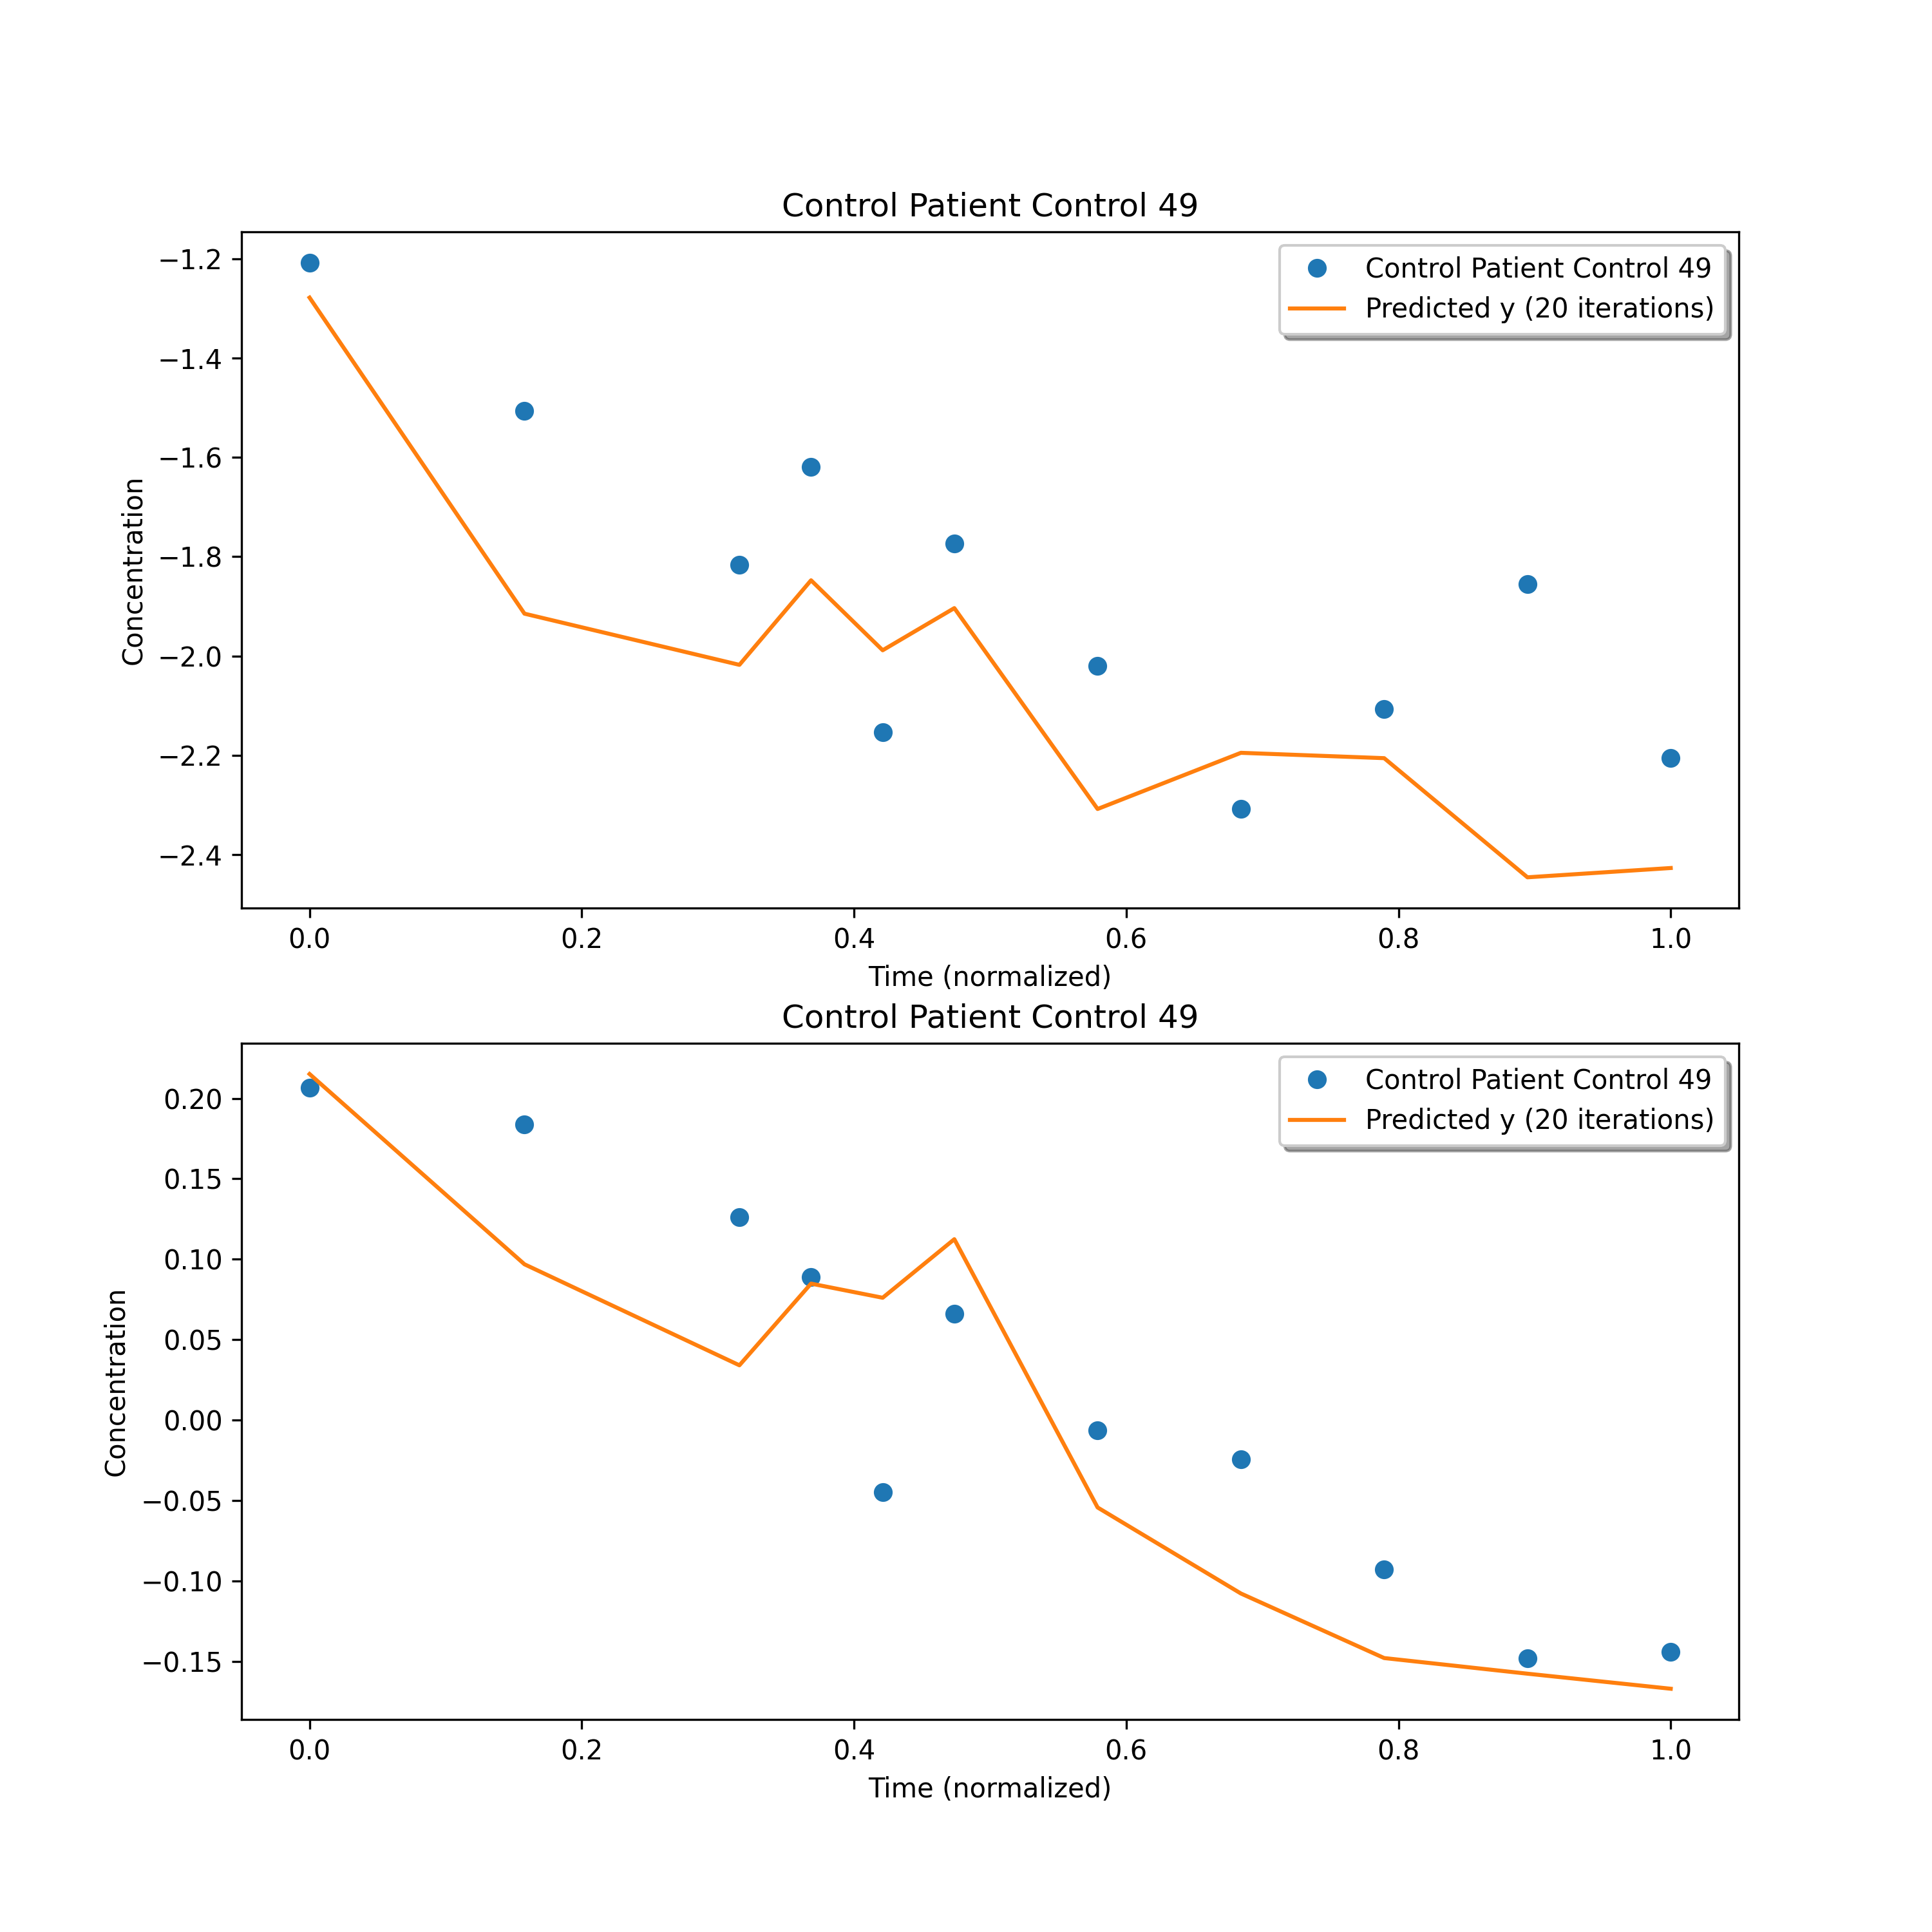 Control Patient Control 49
Control Patient Control 49
Predicted y (20 iterations)
−1.2
−1.4
−1.6
−1.8
−2.0
−2.2
−2.4
Concentration
0.0 0.2 0.4 0.6 0.8 1.0
Time (normalized)
Control Patient Control 49
Control Patient Control 49
Predicted y (20 iterations)
0.20
0.15
0.10
0.05
0.00
−0.05
−0.10
−0.15
Concentration
0.0 0.2 0.4 0.6 0.8 1.0
Time (normalized)